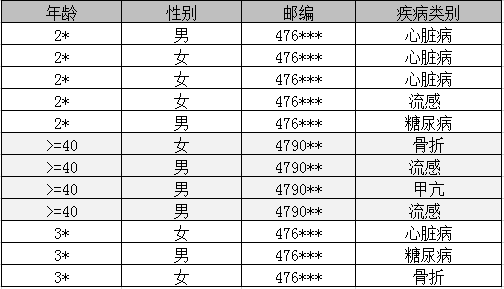 年龄 性别 邮编 疾病类别
2* 男 476*** 心脏病
2* 女 476*** 心脏病
2* 女 476*** 心脏病
2* 女 476*** 流感
2* 男 476*** 糖尿病
>=40 女 4790** 骨折
>=40 男 4790** 流感
>=40 男 4790** 甲亢
>=40 男 4790** 流感
3* 女 476*** 心脏病
3* 男 476*** 糖尿病
3* 女 476*** 骨折